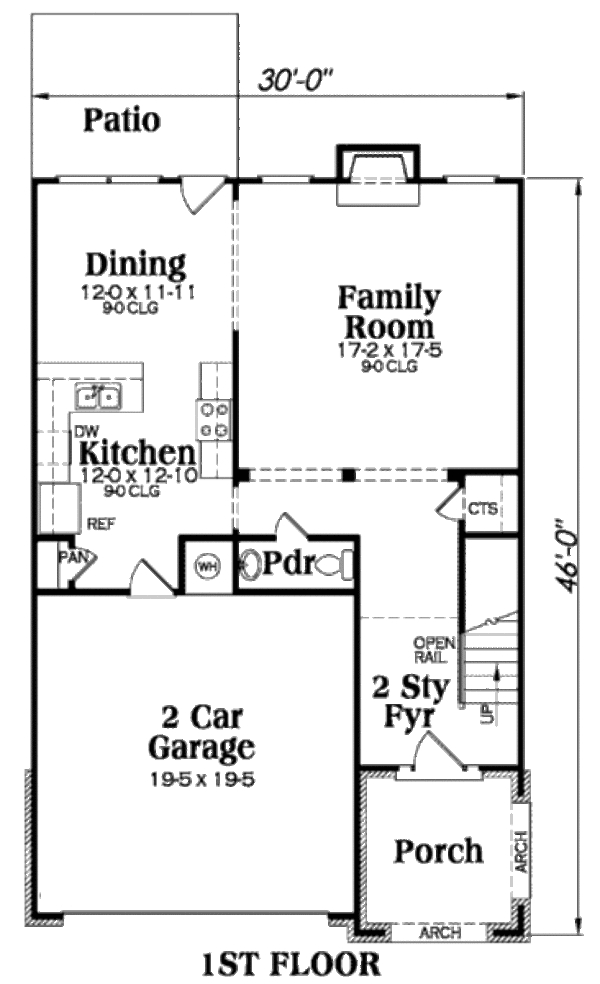 30'-0"
Patio
Dining
12-0 x 11-11
9-0 CLG
Family
Room
17-2 x 17-5
9-0 CLG
DW
Kitchen
12-0 x 12-10
9-0 CLG
REF
CTS
PAN
WH
Pdr
46'-0"
OPEN
RAIL
2 Sty
Fyr
UP
2 Car
Garage
19-5 x 19-5
Porch
ARCH
ARCH
1ST FLOOR